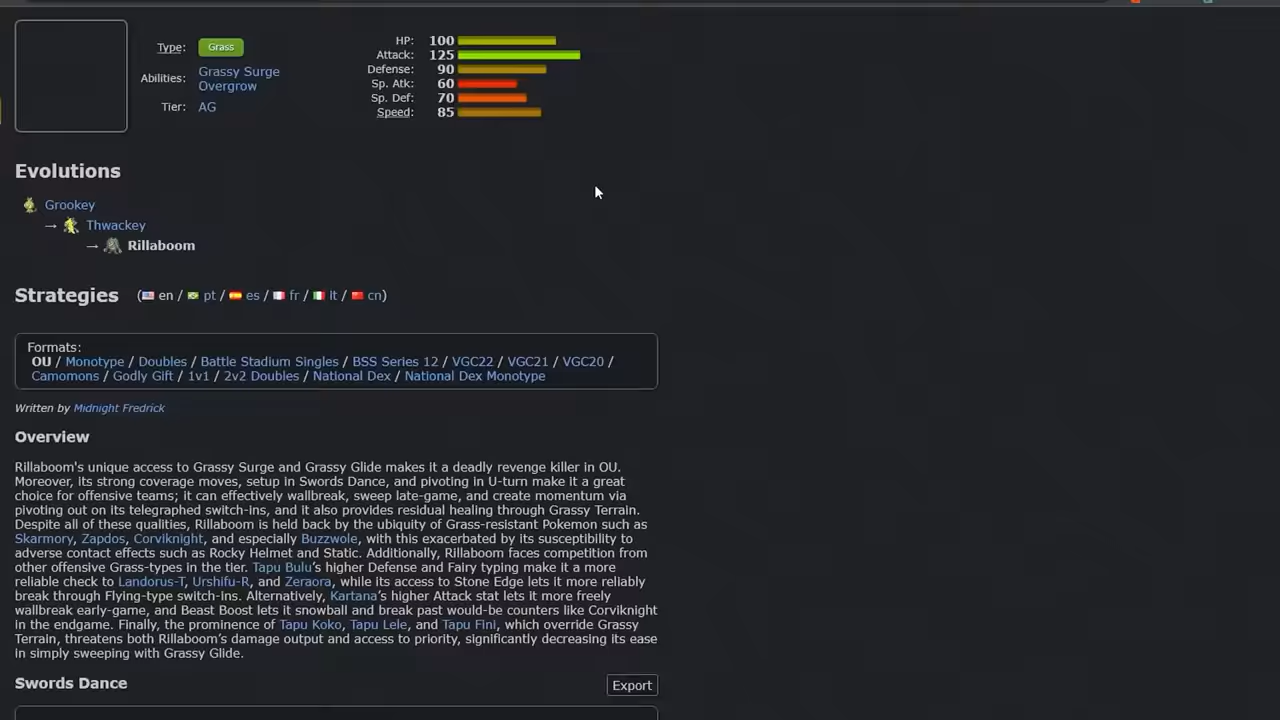 Type: Grass
Abilities: Grassy Surge
Overgrow
Tier: AG
HP: 100
Attack: 125
Defense: 90
Sp. Atk: 60
Sp. Def: 70
Speed: 85
Evolutions
Grookey
→ Thwackey
→ Rillaboom
Strategies (en / pt / es / fr / it / cn)
Formats:
OU / Monotype / Doubles / Battle Stadium Singles / BSS Series 12 / VGC22 / VGC21 / VGC20 /
Camomons / Godly Gift / 1v1 / 2v2 Doubles / National Dex / National Dex Monotype
Written by Midnight Fredrick
Overview
Rillaboom's unique access to Grassy Surge and Grassy Glide makes it a deadly revenge killer in OU.
Moreover, its strong coverage moves, setup in Swords Dance, and pivoting in U-turn make it a great
choice for offensive teams; it can effectively wallbreak, sweep late-game, and create momentum via
pivoting out on its telegraphed switch-ins, and it also provides residual healing through Grassy Terrain.
Despite all of these qualities, Rillaboom is held back by the ubiquity of Grass-resistant Pokemon such as
Skarmory, Zapdos, Corviknight, and especially Buzzwole, with this exacerbated by its susceptibility to
adverse contact effects such as Rocky Helmet and Static. Additionally, Rillaboom faces competition from
other offensive Grass-types in the tier. Tapu Bulu's higher Defense and Fairy typing make it a more
reliable check to Landorus-T, Urshifu-R, and Zeraora, while its access to Stone Edge lets it more reliably
break through Flying-type switch-ins. Alternatively, Kartana's higher Attack stat lets it more freely
wallbreak early-game, and Beast Boost lets it snowball and break past would-be counters like Corviknight
in the endgame. Finally, the prominence of Tapu Koko, Tapu Lele, and Tapu Fini, which override Grassy
Terrain, threatens both Rillaboom's damage output and access to priority, significantly decreasing its ease
in simply sweeping with Grassy Glide.
Swords Dance
Export